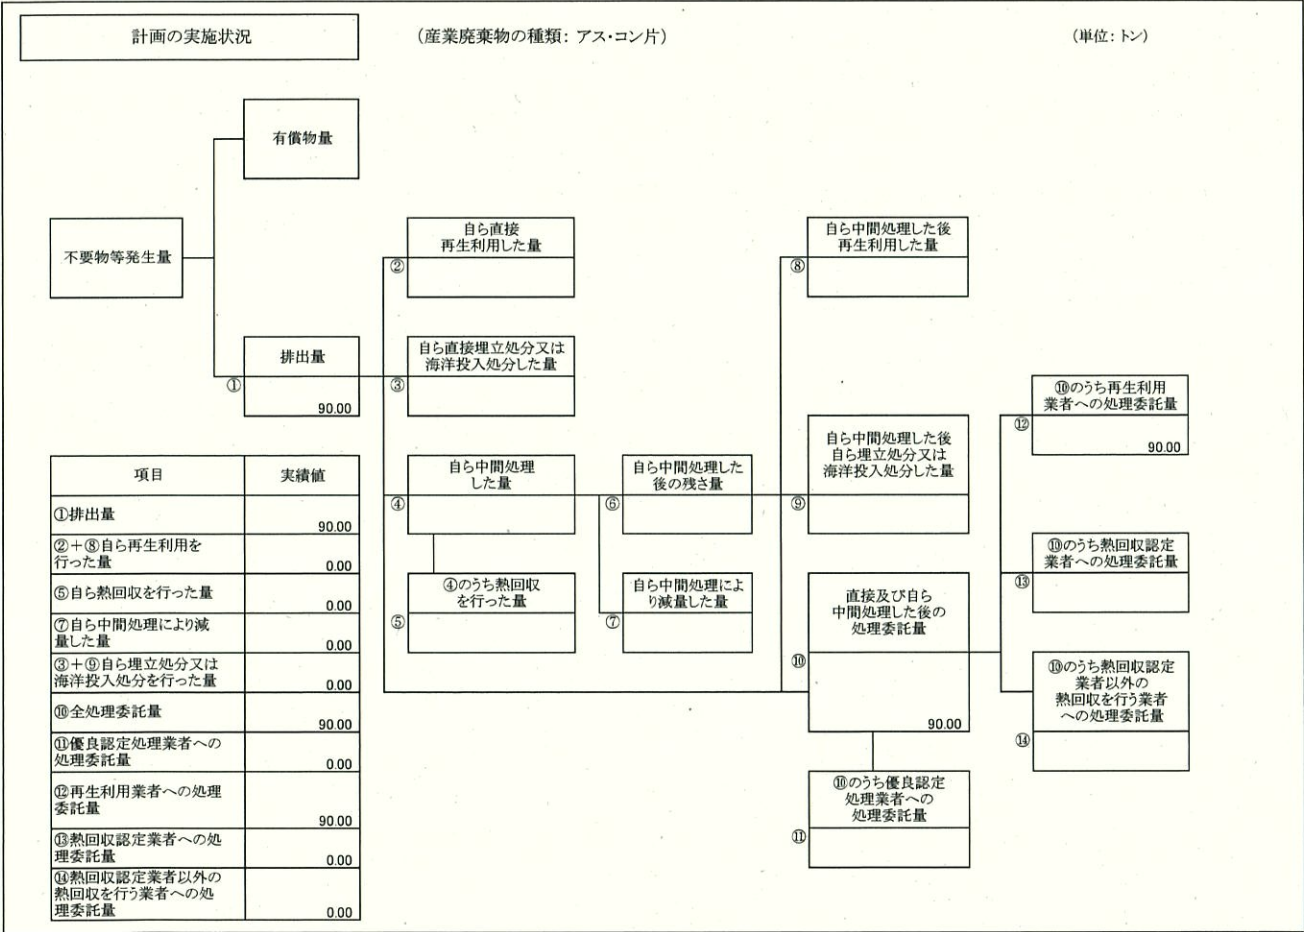 計画の実施状況
（産業廃棄物の種類: アス・コン片）
（単位: トン）
有償物量
不要物等発生量
自ら直接
再生利用した量
②
自ら中間処理した後
再生利用した量
⑧
排出量
①
90.00
自ら直接埋立処分又は
海洋投入処分した量
③
⑩のうち再生利用
業者への処理委託量
⑫
90.00
自ら中間処理
した量
④
自ら中間処理した
後の残さ量
⑥
自ら中間処理した後
自ら埋立処分又は
海洋投入処分した量
⑨
④のうち熱回収
を行った量
⑤
自ら中間処理によ
り減量した量
⑦
直接及び自ら
中間処理した後の
処理委託量
⑩
90.00
⑩のうち熱回収認定
業者への処理委託量
⑬
⑩のうち熱回収認定
業者以外の
熱回収を行う業者
への処理委託量
⑭
⑩のうち優良認定
処理業者への
処理委託量
⑪
項目 実績値
①排出量
90.00
②＋⑧自ら再生利用を
行った量 0.00
⑤自ら熱回収を行った量
0.00
⑦自ら中間処理により減
量した量 0.00
③＋⑨自ら埋立処分又は
海洋投入処分を行った量 0.00
⑩全処理委託量
90.00
⑪優良認定処理業者への
処理委託量 0.00
⑫再生利用業者への処理
委託量
90.00
⑬熱回収認定業者への処
理委託量 0.00
⑭熱回収認定業者以外の
熱回収を行う業者への処
理委託量 0.00